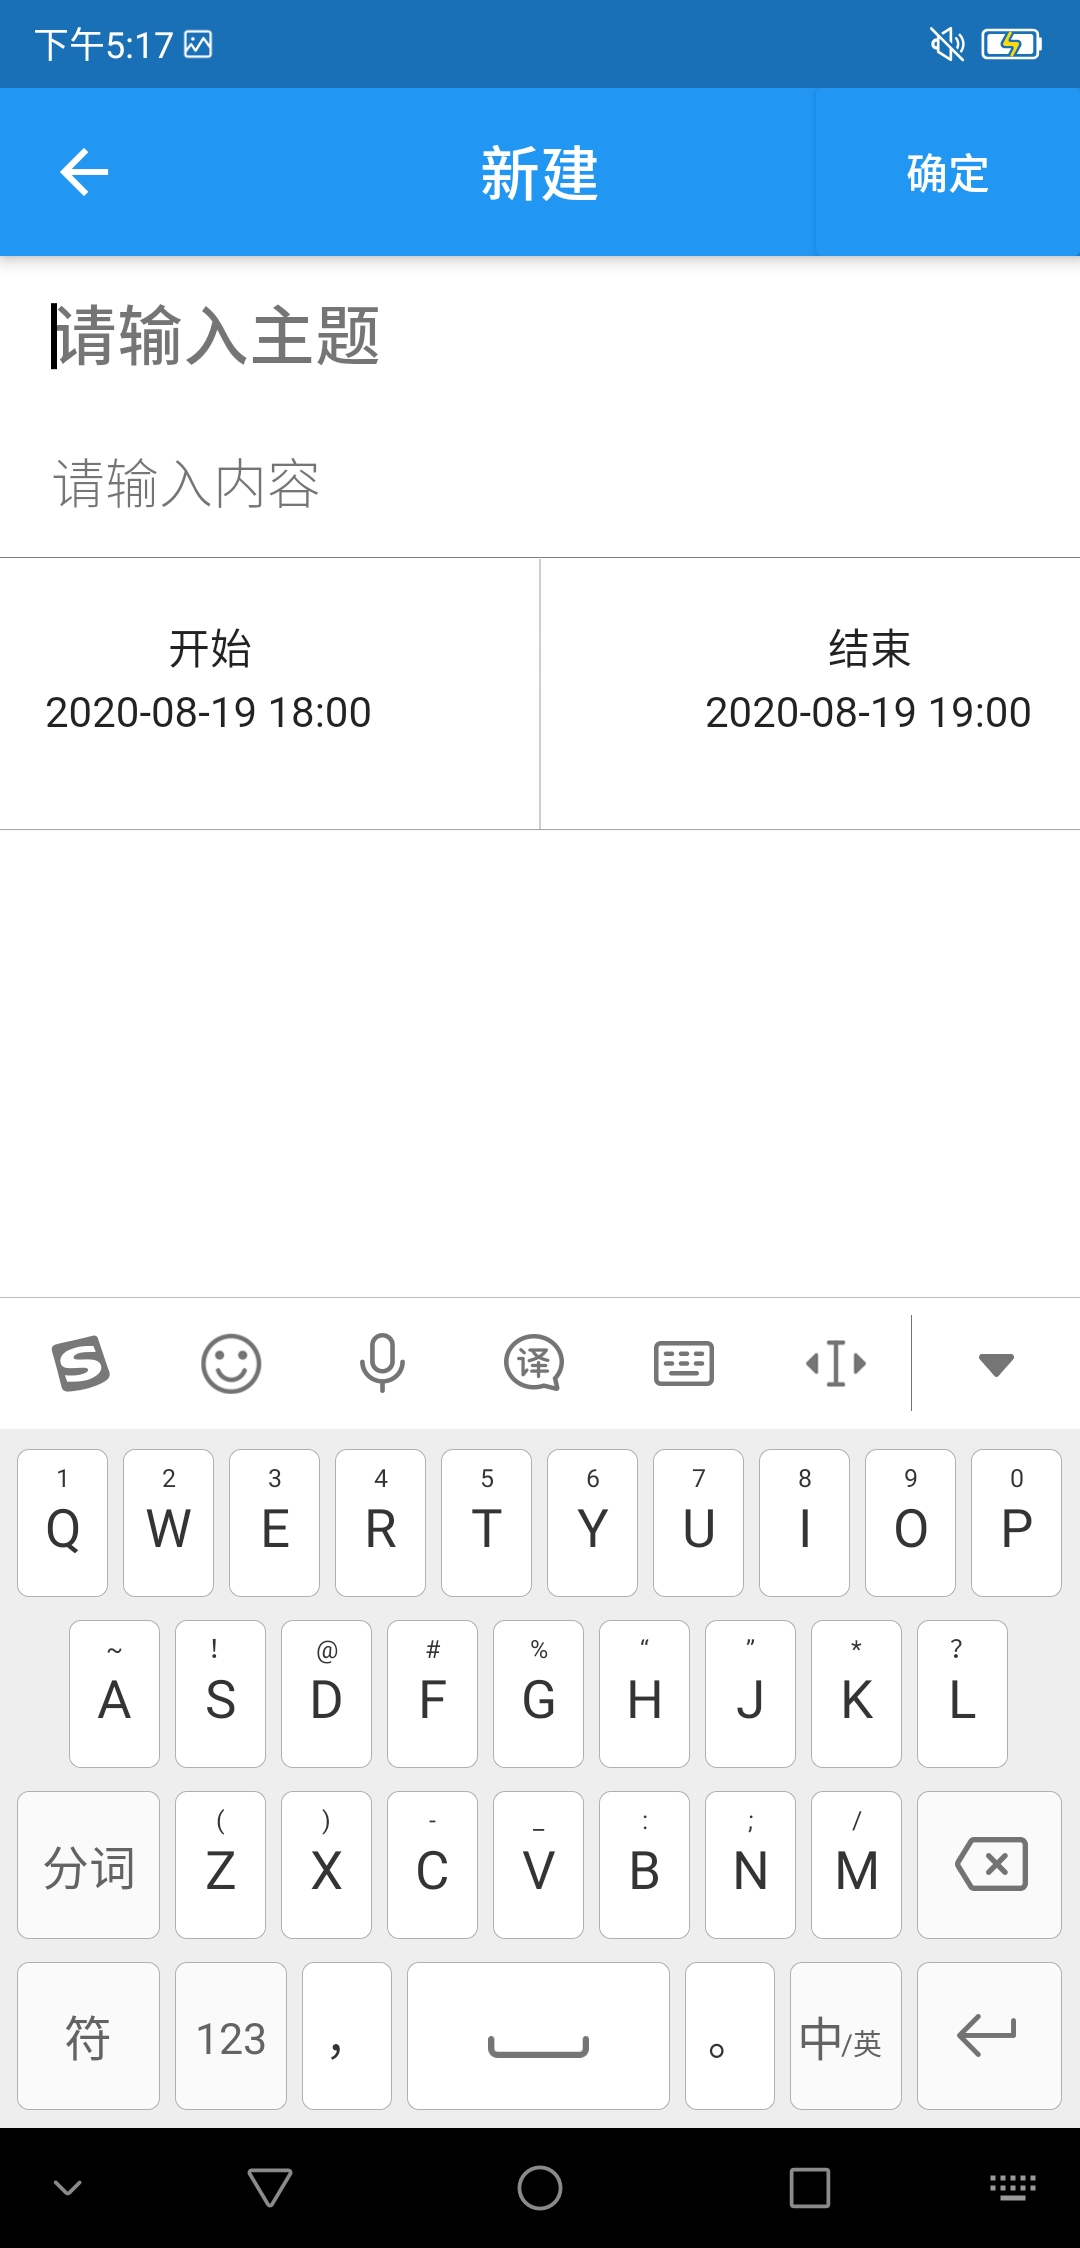 下午5:17
新建
确定
请输入主题
请输入内容
开始
2020-08-19 18:00
结束
2020-08-19 19:00
译
1 2 3 4 5 6 7 8 9 0
Q W E R T Y U I O P
~ ! @ # % “ ” * ?
A S D F G H J K L
( ) - _ : ; /
分词 Z X C V B N M
符 123 ， 。 中/英